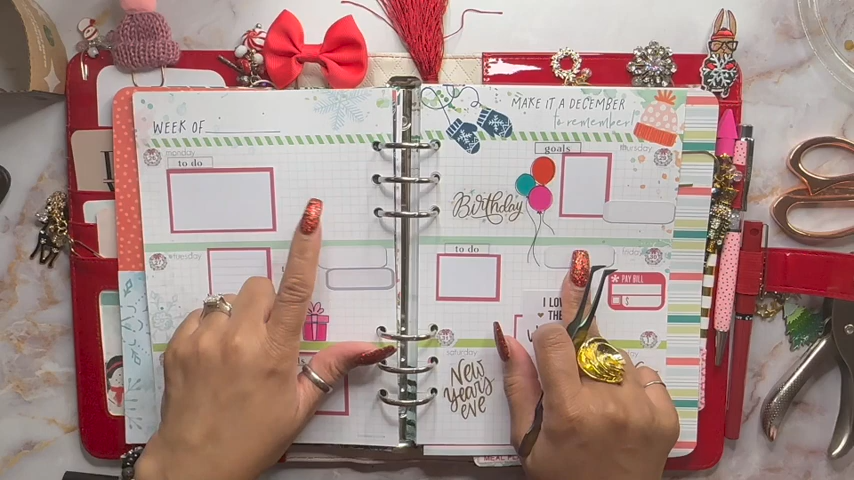 WEEK OF
monday
to do
tuesday
MAKE IT A DECEMBER
to remember!
goals
thursday
Birthday
to do
friday
PAY BILL
$
I LO
THE
saturday
NEW
YEARS
EVE